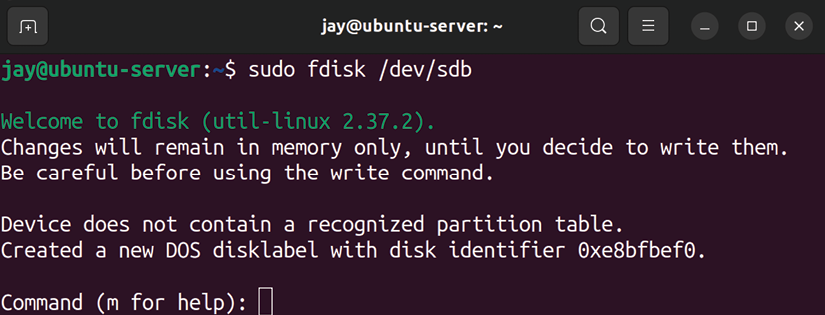 jay@ubuntu-server: ~
jay@ubuntu-server:~$ sudo fdisk /dev/sdb
Welcome to fdisk (util-linux 2.37.2).
Changes will remain in memory only, until you decide to write them.
Be careful before using the write command.
Device does not contain a recognized partition table.
Created a new DOS disklabel with disk identifier 0xe8bfbef0.
Command (m for help):